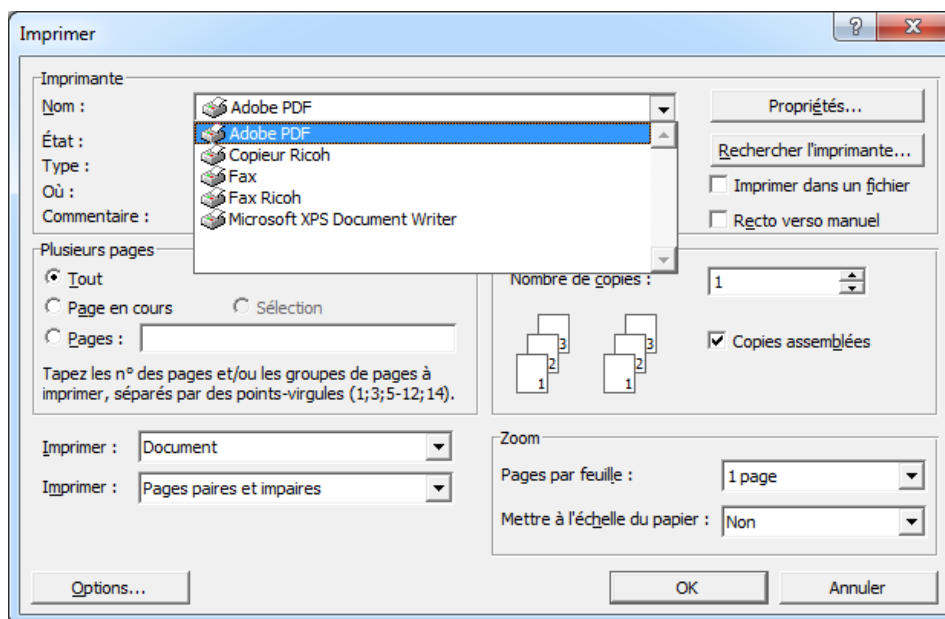 Imprimer
Imprimante
Nom :
Adobe PDF
Propriétés...
Adobe PDF
Copieur Ricoh
Fax
Fax Ricoh
Microsoft XPS Document Writer
État :
Type :
Où :
Commentaire :
Rechercher l'imprimante...
Imprimer dans un fichier
Recto verso manuel
Plusieurs pages
Tout
Page en cours
Sélection
Pages :
Tapez les n° des pages et/ou les groupes de pages à
imprimer, séparés par des points-virgules (1;3;5-12;14).
Nombre de copies :
1
3
2
1
3
2
1
Copies assemblées
Imprimer :
Document
Imprimer :
Pages paires et impaires
Zoom
Pages par feuille :
1 page
Mettre à l'échelle du papier :
Non
Options...
OK
Annuler